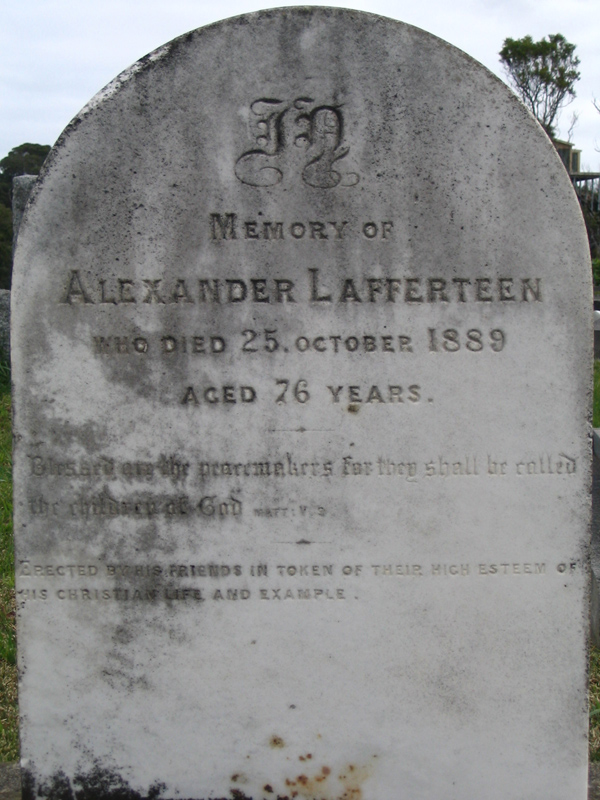 In
Memory of
Alexander Lafferteen
who died 25. October 1889
aged 76 years.
Blessed are the peacemakers for they shall be called
the children of God Matt: V. 9
Erected by his friends in token of their high esteem of
his Christian life and example.